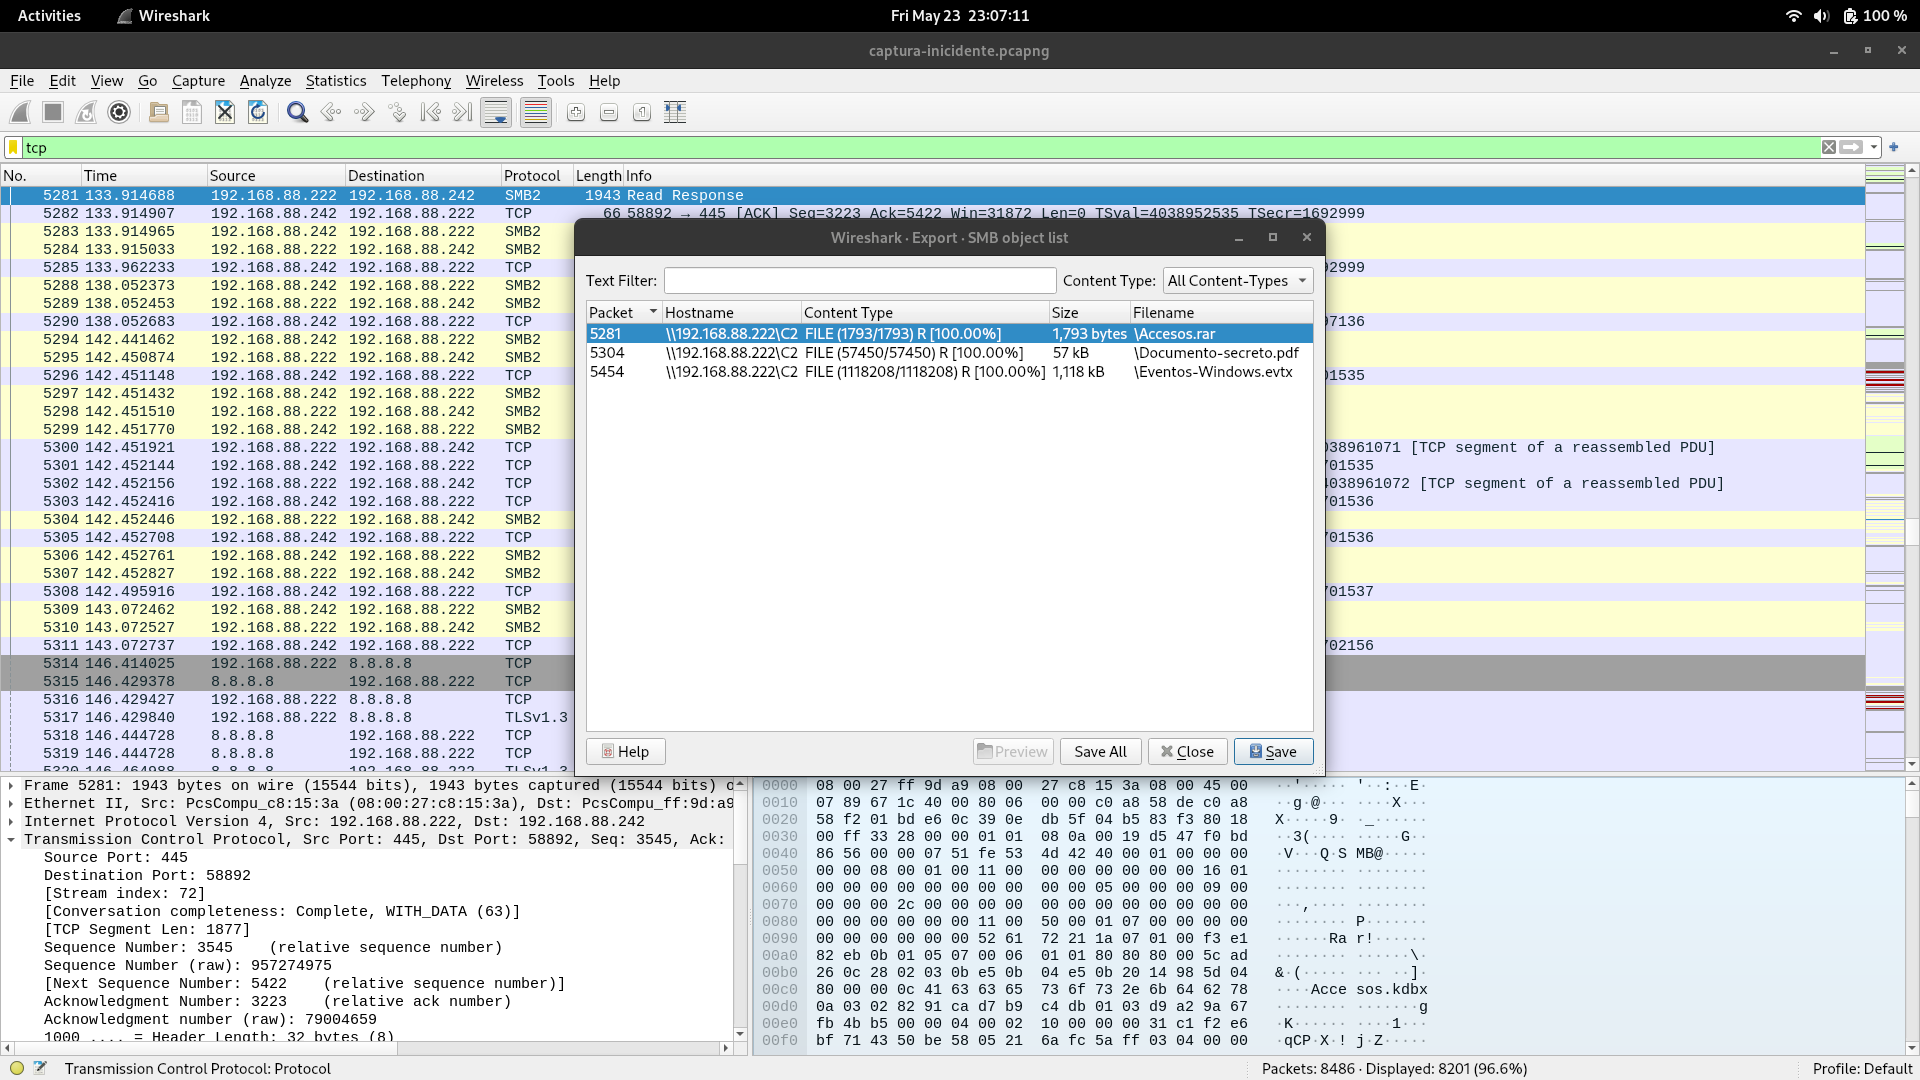 Activities Wireshark Fri May 23 23:07:11 100 %
captura-inicidente.pcapng
File Edit View Go Capture Analyze Statistics Telephony Wireless Tools Help
tcp
No. Time Source Destination Protocol Length Info
5281 133.914688 192.168.88.222 192.168.88.242 SMB2 1943 Read Response
5282 133.914907 192.168.88.242 192.168.88.222 TCP 66 58892 → 445 [ACK] Seq=3223 Ack=5422 Win=31872 Len=0 TSval=4038952535 TSecr=1692999
5283 133.914965 192.168.88.242 192.168.88.222 SMB2
5284 133.915033 192.168.88.222 192.168.88.242 SMB2
5285 133.962233 192.168.88.242 192.168.88.222 TCP 92999
5288 138.052373 192.168.88.242 192.168.88.222 SMB2
5289 138.052453 192.168.88.222 192.168.88.242 SMB2
5290 138.052683 192.168.88.242 192.168.88.222 TCP 97136
5294 142.441462 192.168.88.242 192.168.88.222 SMB2
5295 142.450874 192.168.88.222 192.168.88.242 SMB2
5296 142.451148 192.168.88.242 192.168.88.222 TCP 01535
5297 142.451432 192.168.88.242 192.168.88.222 SMB2
5298 142.451510 192.168.88.222 192.168.88.242 SMB2
5299 142.451770 192.168.88.242 192.168.88.222 SMB2
5300 142.451921 192.168.88.222 192.168.88.242 TCP 038961071 [TCP segment of a reassembled PDU]
5301 142.452144 192.168.88.242 192.168.88.222 TCP 701535
5302 142.452156 192.168.88.222 192.168.88.242 TCP 4038961072 [TCP segment of a reassembled PDU]
5303 142.452416 192.168.88.242 192.168.88.222 TCP 01536
5304 142.452446 192.168.88.222 192.168.88.242 SMB2
5305 142.452708 192.168.88.242 192.168.88.222 TCP 701536
5306 142.452761 192.168.88.242 192.168.88.222 SMB2
5307 142.452827 192.168.88.222 192.168.88.242 SMB2
5308 142.495916 192.168.88.242 192.168.88.222 TCP 701537
5309 143.072462 192.168.88.242 192.168.88.222 SMB2
5310 143.072527 192.168.88.222 192.168.88.242 SMB2
5311 143.072737 192.168.88.242 192.168.88.222 TCP 702156
5314 146.414025 192.168.88.222 8.8.8.8 TCP
5315 146.429378 8.8.8.8 192.168.88.222 TCP
5316 146.429427 192.168.88.222 8.8.8.8 TCP
5317 146.429840 192.168.88.222 8.8.8.8 TLSv1.3
5318 146.444728 8.8.8.8 192.168.88.222 TCP
5319 146.444728 8.8.8.8 192.168.88.222 TCP
5320 146.464988 8.8.8.8 192.168.88.222 TLSv1.3
Wireshark · Export · SMB object list
Text Filter: Content Type: All Content-Types
Packet Hostname Content Type Size Filename
5281 \\192.168.88.222\C2 FILE (1793/1793) R [100.00%] 1,793 bytes \Accesos.rar
5304 \\192.168.88.222\C2 FILE (57450/57450) R [100.00%] 57 kB \Documento-secreto.pdf
5454 \\192.168.88.222\C2 FILE (1118208/1118208) R [100.00%] 1,118 kB \Eventos-Windows.evtx
Help Preview Save All Close Save
Frame 5281: 1943 bytes on wire (15544 bits), 1943 bytes captured (15544 bits) o
Ethernet II, Src: PcsCompu_c8:15:3a (08:00:27:c8:15:3a), Dst: PcsCompu_ff:9d:a9
Internet Protocol Version 4, Src: 192.168.88.222, Dst: 192.168.88.242
Transmission Control Protocol, Src Port: 445, Dst Port: 58892, Seq: 3545, Ack:
Source Port: 445
Destination Port: 58892
[Stream index: 72]
[Conversation completeness: Complete, WITH_DATA (63)]
[TCP Segment Len: 1877]
Sequence Number: 3545 (relative sequence number)
Sequence Number (raw): 957274975
[Next Sequence Number: 5422 (relative sequence number)]
Acknowledgment Number: 3223 (relative ack number)
Acknowledgment number (raw): 79004659
1000 .... = Header Length: 32 bytes (8)
0000 08 00 27 ff 9d a9 08 00 27 c8 15 3a 08 00 45 00 ··'····· '··:··E·
0010 07 89 67 1c 40 00 80 06 00 00 c0 a8 58 de c0 a8 ··g·@··· ····X···
0020 58 f2 01 bd e6 0c 39 0e db 5f 04 b5 83 f3 80 18 X·····9· ·_······
0030 00 ff 33 28 00 00 01 01 08 0a 00 19 d5 47 f0 bd ··3(···· ·····G··
0040 86 56 00 00 07 51 fe 53 4d 42 40 00 01 00 00 00 ·V···Q·S MB@·····
0050 00 00 08 00 01 00 11 00 00 00 00 00 00 00 16 01 ········ ········
0060 00 00 00 00 00 00 00 00 00 00 05 00 00 00 09 00 ········ ········
0070 00 00 00 2c 00 00 00 00 00 00 00 00 00 00 00 00 ···,···· ········
0080 00 00 00 00 00 00 11 00 50 00 01 07 00 00 00 00 ········ P·······
0090 00 00 00 00 00 00 52 61 72 21 1a 07 01 00 f3 e1 ······Ra r!······
00a0 82 eb 0b 01 05 07 00 06 01 01 80 80 80 00 5c ad ········ ······\·
00b0 26 0c 28 02 03 0b e5 0b 04 e5 0b 20 14 98 5d 04 &·(····· ··· ··]·
00c0 80 00 00 0c 41 63 63 65 73 6f 73 2e 6b 64 62 78 ····Acce sos.kdbx
00d0 0a 03 02 82 91 ca d7 b9 c4 db 01 03 d9 a2 9a 67 ········ ·······g
00e0 fb 4b b5 00 00 04 00 02 10 00 00 00 31 c1 f2 e6 ·K······ ····1···
00f0 bf 71 43 50 be 58 05 21 6a fc 5a ff 03 04 00 00 ·qCP·X·! j·Z·····
Transmission Control Protocol: Protocol Packets: 8486 · Displayed: 8201 (96.6%) Profile: Default